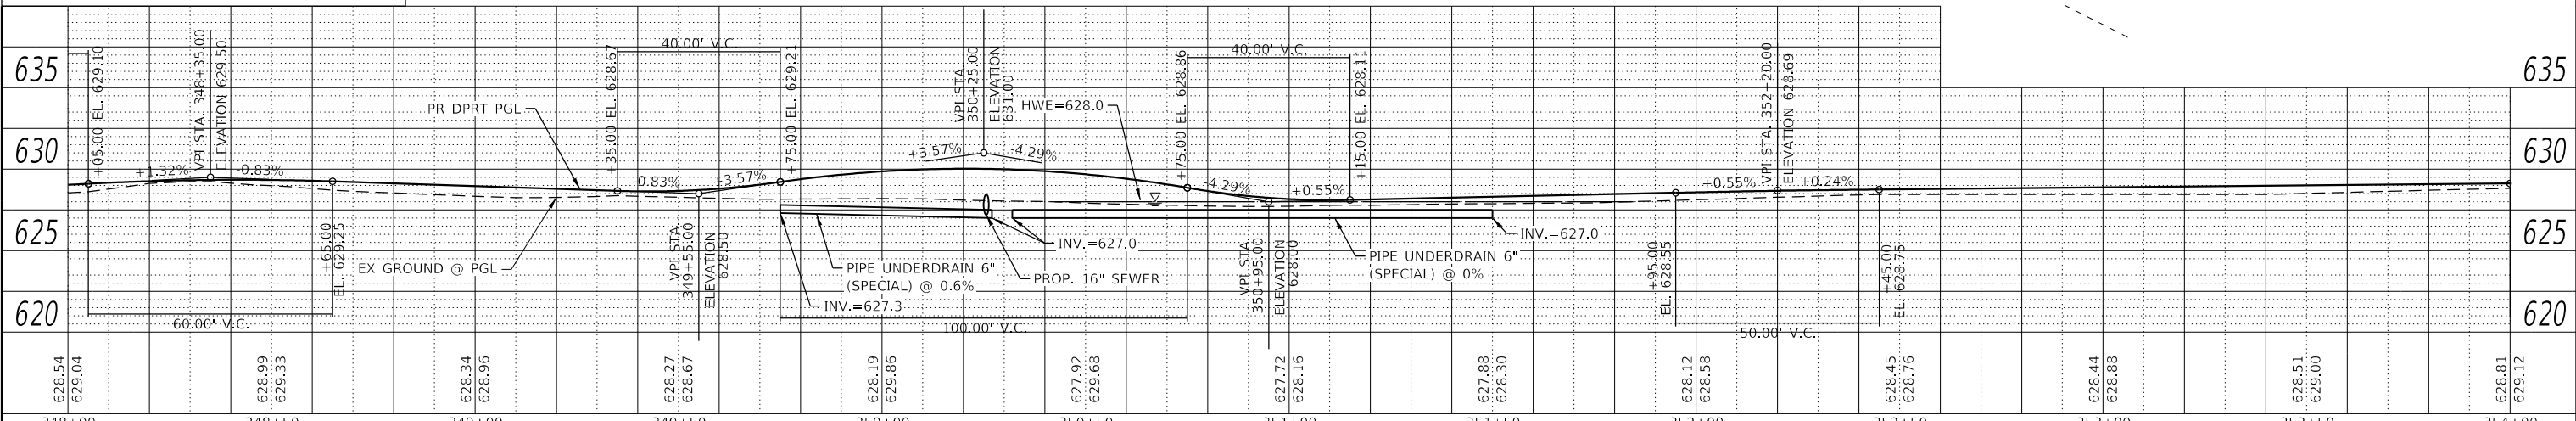 635
630
625
620
635
630
625
620
+05.00 EL. 629.10
+1.32%
VPI STA. 348+35.00
ELEVATION 629.50
-0.83%
+65.00
EL. 629.25
60.00' V.C.
PR DPRT PGL
EX GROUND @ PGL
+35.00 EL. 628.67
40.00' V.C.
-0.83%
+3.57%
VPI STA.
349+55.00
ELEVATION
628.50
+75.00 EL. 629.21
INV.=627.3
PIPE UNDERDRAIN 6"
(SPECIAL) @ 0.6%
100.00' V.C.
+3.57%
VPI STA.
350+25.00
ELEVATION
631.00
-4.29%
HWE=628.0
INV.=627.0
PROP. 16" SEWER
+75.00 EL. 628.86
40.00' V.C.
-4.29%
+0.55%
VPI STA.
350+95.00
ELEVATION
628.00
+15.00 EL. 628.11
PIPE UNDERDRAIN 6"
(SPECIAL) @ 0%
INV.=627.0
+95.00
EL. 628.55
+0.55%
VPI STA. 352+20.00
ELEVATION 628.69
+0.24%
+45.00
EL. 628.75
50.00' V.C.
628.54
629.04
628.99
629.33
628.34
628.96
628.27
628.67
628.19
629.86
627.92
629.68
627.72
628.16
627.88
628.30
628.12
628.58
628.45
628.76
628.44
628.88
628.51
629.00
628.81
629.12